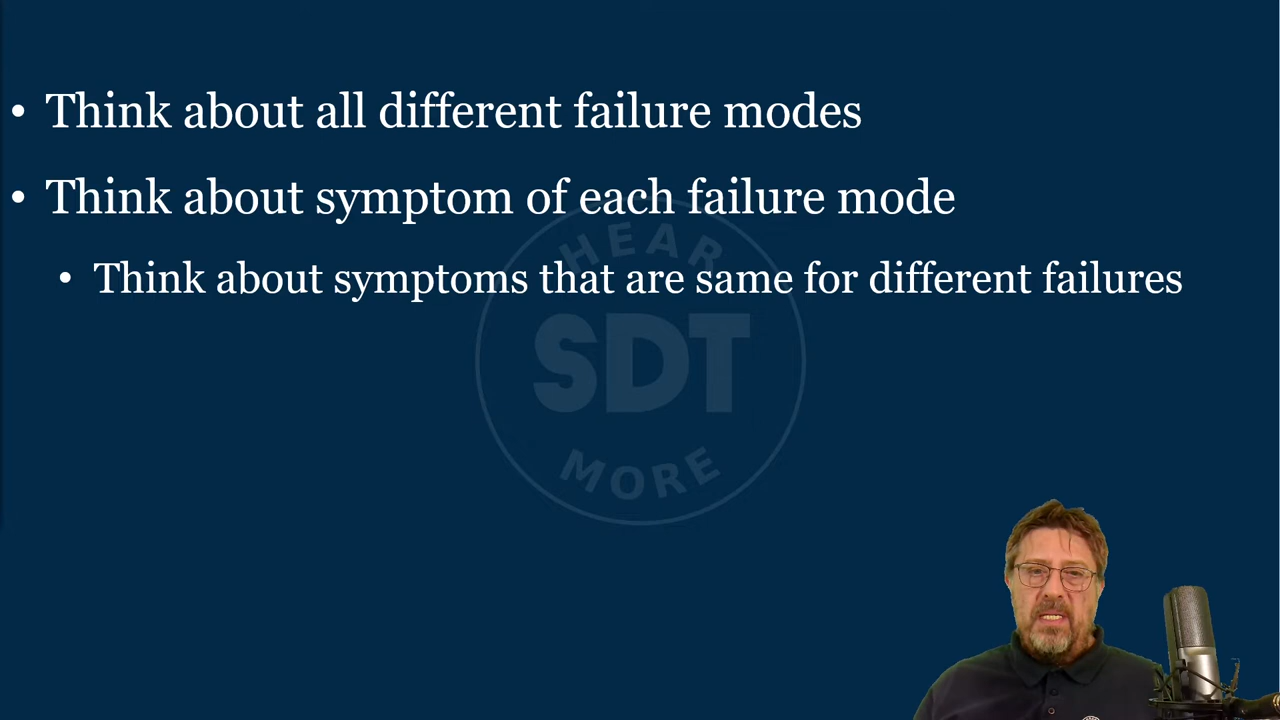 • Think about all different failure modes
• Think about symptom of each failure mode
• Think about symptoms that are same for different failures
HEAR
SDT
MORE